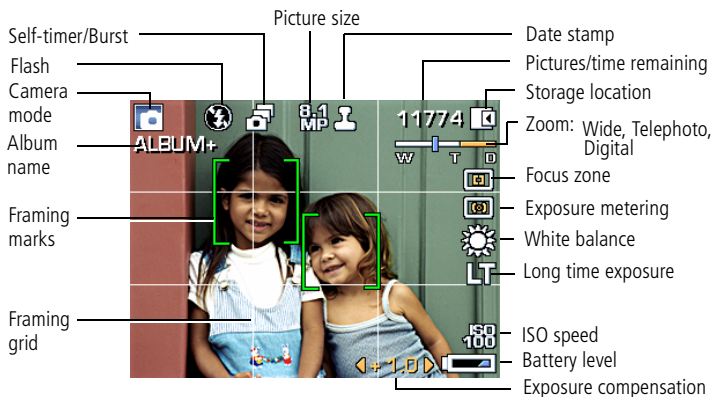 Picture size
Self-timer/Burst
Date stamp
Flash
Pictures/time remaining
Camera
mode
Storage location
Album
name
Zoom: Wide, Telephoto,
Digital
8.1
MP
11774
ALBUM+
W T D
Focus zone
Framing
marks
Exposure metering
White balance
LT
Long time exposure
Framing
grid
ISO
100
ISO speed
Battery level
+1.0
Exposure compensation